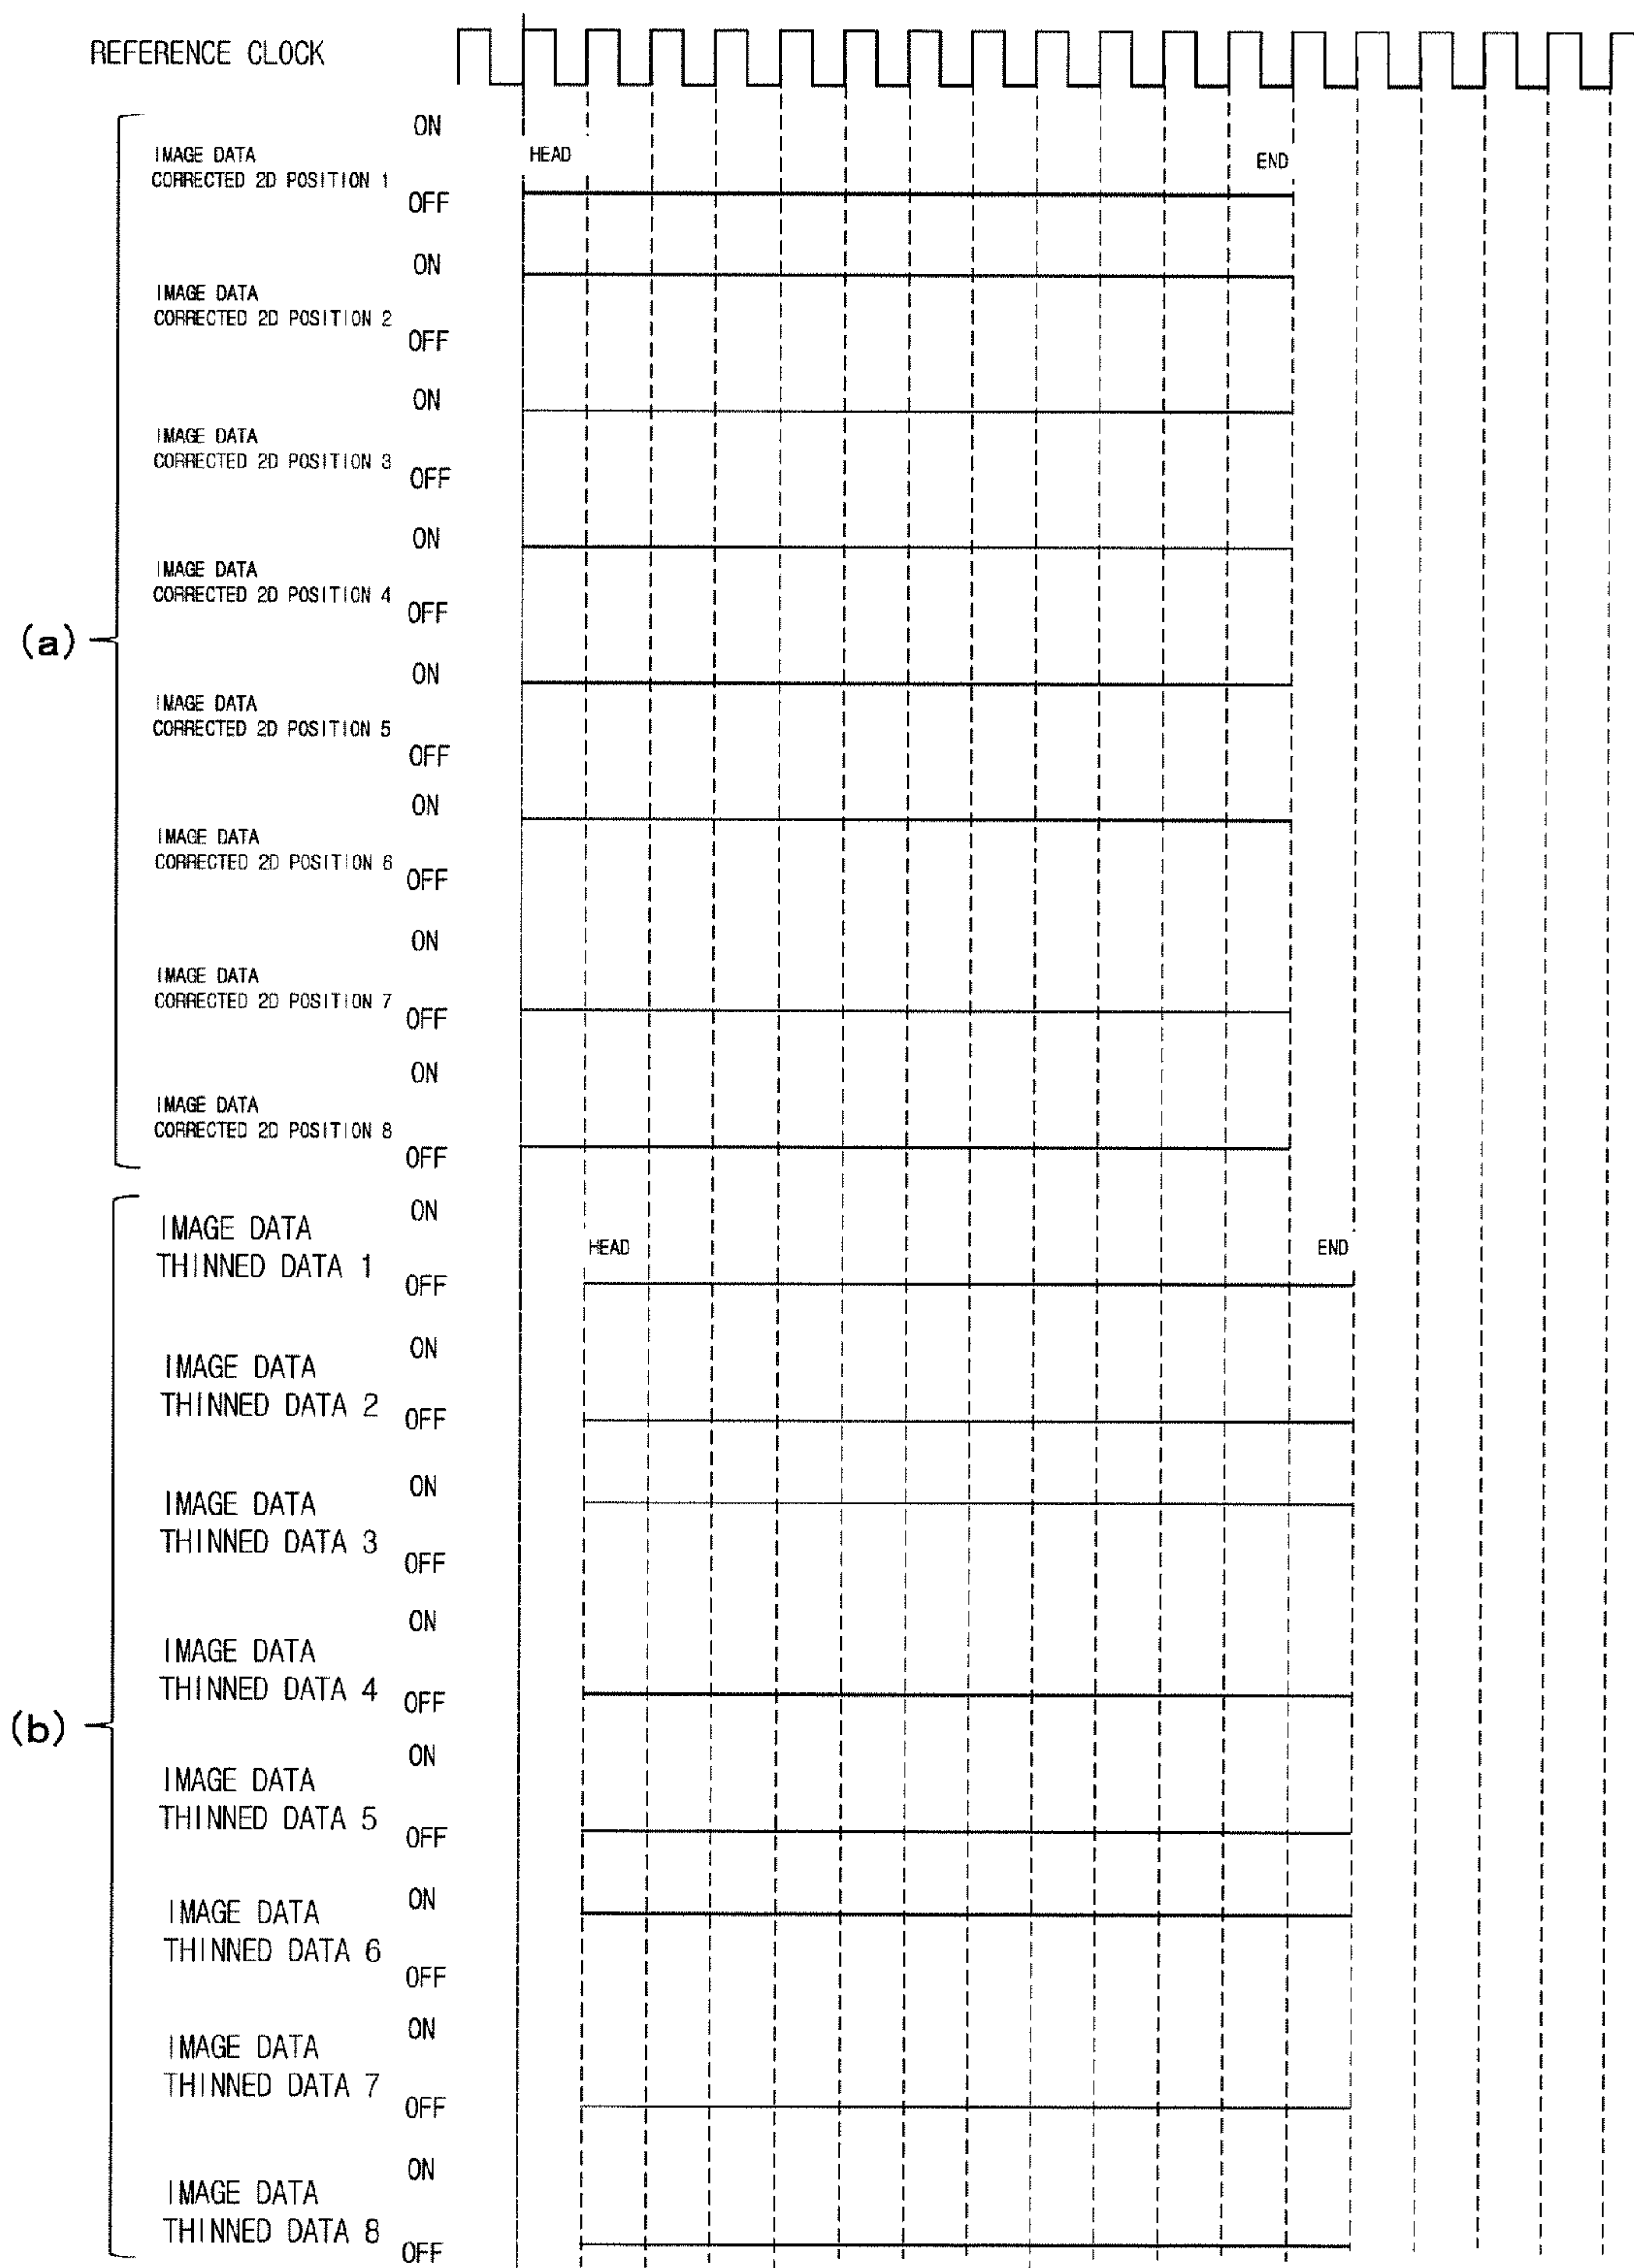 REFERENCE CLOCK
(a)
ON
IMAGE DATA
CORRECTED 2D POSITION 1
OFF
HEAD
END
ON
IMAGE DATA
CORRECTED 2D POSITION 2
OFF
ON
IMAGE DATA
CORRECTED 2D POSITION 3
OFF
ON
IMAGE DATA
CORRECTED 2D POSITION 4
OFF
ON
IMAGE DATA
CORRECTED 2D POSITION 5
OFF
ON
IMAGE DATA
CORRECTED 2D POSITION 6
OFF
ON
IMAGE DATA
CORRECTED 2D POSITION 7
OFF
ON
IMAGE DATA
CORRECTED 2D POSITION 8
OFF
(b)
ON
IMAGE DATA
THINNED DATA 1
OFF
HEAD
END
ON
IMAGE DATA
THINNED DATA 2
OFF
ON
IMAGE DATA
THINNED DATA 3
OFF
ON
IMAGE DATA
THINNED DATA 4
OFF
ON
IMAGE DATA
THINNED DATA 5
OFF
ON
IMAGE DATA
THINNED DATA 6
OFF
ON
IMAGE DATA
THINNED DATA 7
OFF
ON
IMAGE DATA
THINNED DATA 8
OFF